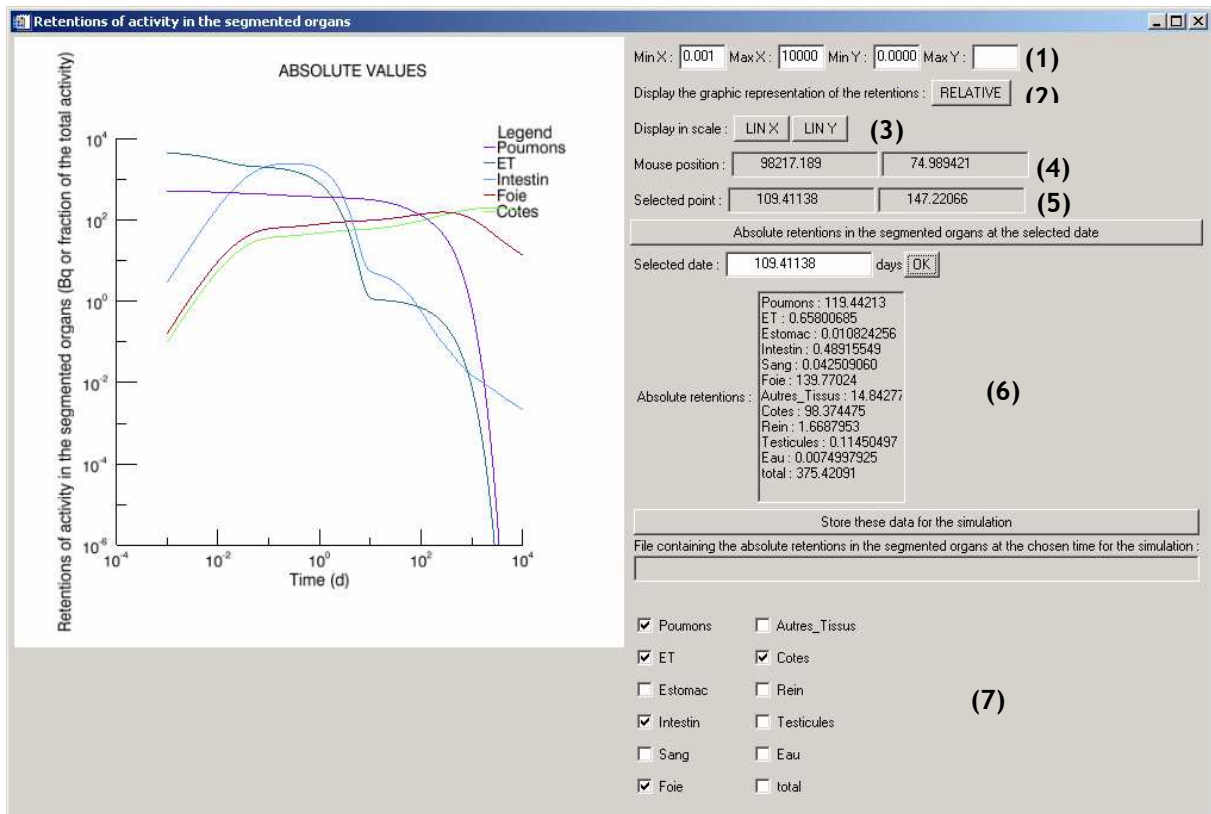 Retentions of activity in the segmented organs
ABSOLUTE VALUES
Retentions of activity in the segmented organs (Bq or fraction of the total activity)
10^4
10^2
10^0
10^-2
10^-4
10^-6
10^-4
10^-2
10^0
10^2
10^4
Time (d)
Legend
Poumons
ET
Intestin
Foie
Cotes
Min X : 0.001 Max X : 10000 Min Y : 0.0000 Max Y : (1)
Display the graphic representation of the retentions : RELATIVE (2)
Display in scale : LIN X LIN Y (3)
Mouse position : 98217.189 74.989421 (4)
Selected point : 109.41138 147.22066 (5)
Absolute retentions in the segmented organs at the selected date
Selected date : 109.41138 days OK
Absolute retentions :
Poumons : 119.44213
ET : 0.65800685
Estomac : 0.010824256
Intestin : 0.48915549
Sang : 0.042509060
Foie : 139.77024
Autres_Tissus : 14.84277
Cotes : 98.374475
Rein : 1.6687953
Testicules : 0.11450497
Eau : 0.0074997925
total : 375.42091
(6)
Store these data for the simulation
File containing the absolute retentions in the segmented organs at the chosen time for the simulation :
Poumons Autres_Tissus
ET Cotes
Estomac Rein
(7)
Intestin Testicules
Sang Eau
Foie total